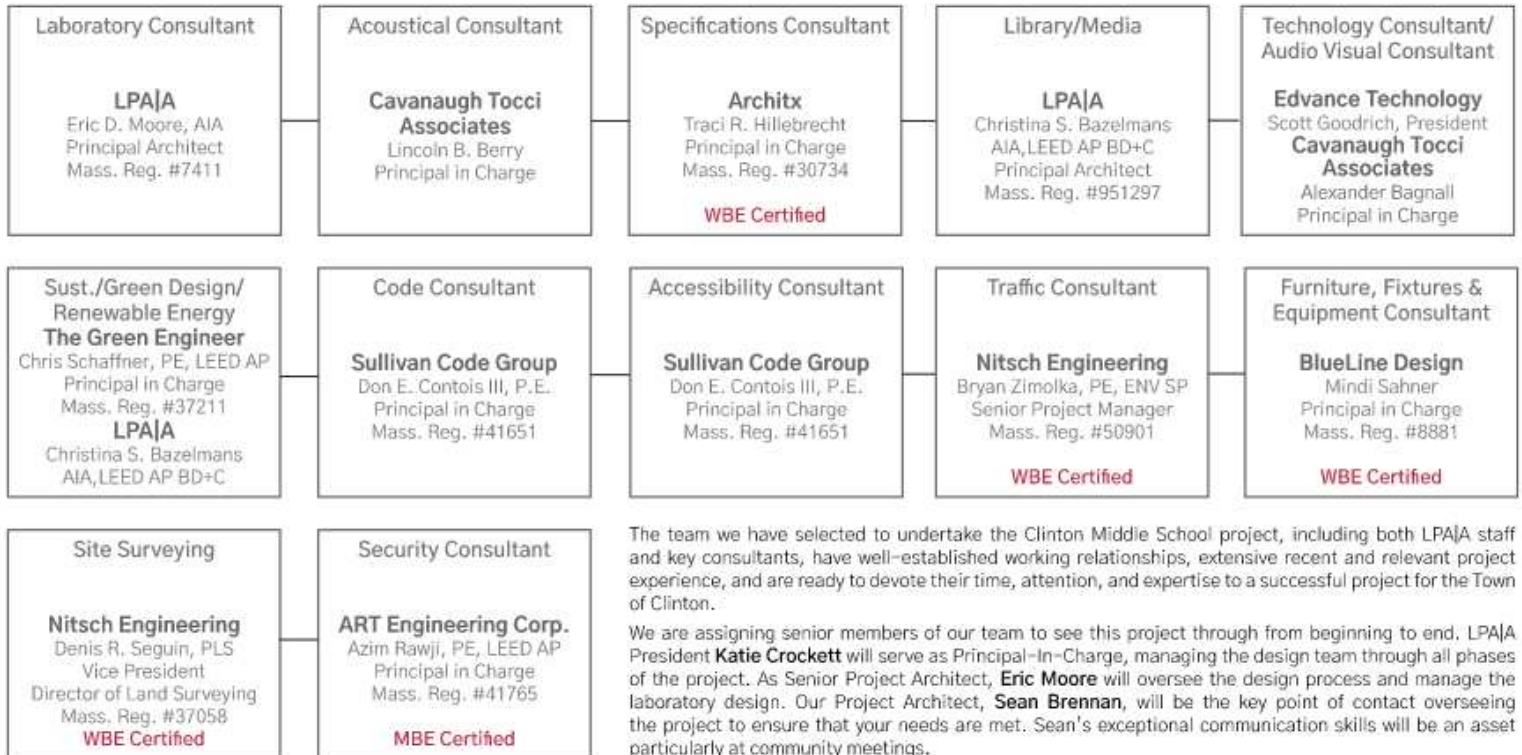 Laboratory Consultant
LPA|A
Eric D. Moore, AIA
Principal Architect
Mass. Reg. #7411
Acoustical Consultant
Cavanaugh Tocci
Associates
Lincoln B. Berry
Principal in Charge
Specifications Consultant
Architx
Traci R. Hillebrecht
Principal in Charge
Mass. Reg. #30734
WBE Certified
Library/Media
LPA|A
Christina S. Bazelmans
AIA,LEED AP BD+C
Principal Architect
Mass. Reg. #951297
Technology Consultant/
Audio Visual Consultant
Edvance Technology
Scott Goodrich, President
Cavanaugh Tocci
Associates
Alexander Bagnall
Principal in Charge
Sust./Green Design/
Renewable Energy
The Green Engineer
Chris Schaffner, PE, LEED AP
Principal in Charge
Mass. Reg. #37211
LPA|A
Christina S. Bazelmans
AIA,LEED AP BD+C
Code Consultant
Sullivan Code Group
Don E. Contois III, P.E.
Principal in Charge
Mass. Reg. #41651
Accessibility Consultant
Sullivan Code Group
Don E. Contois III, P.E.
Principal in Charge
Mass. Reg. #41651
Traffic Consultant
Nitsch Engineering
Bryan Zimolka, PE, ENV SP
Senior Project Manager
Mass. Reg. #50901
WBE Certified
Furniture, Fixtures &
Equipment Consultant
BlueLine Design
Mindi Sahner
Principal in Charge
Mass. Reg. #8881
WBE Certified
Site Surveying
Nitsch Engineering
Denis R. Seguin, PLS
Vice President
Director of Land Surveying
Mass. Reg. #37058
WBE Certified
Security Consultant
ART Engineering Corp.
Azim Rawji, PE, LEED AP
Principal in Charge
Mass. Reg. #41765
MBE Certified
The team we have selected to undertake the Clinton Middle School project, including both LPA|A staff
and key consultants, have well-established working relationships, extensive recent and relevant project
experience, and are ready to devote their time, attention, and expertise to a successful project for the Town
of Clinton.
We are assigning senior members of our team to see this project through from beginning to end. LPA|A
President Katie Crockett will serve as Principal-In-Charge, managing the design team through all phases
of the project. As Senior Project Architect, Eric Moore will oversee the design process and manage the
laboratory design. Our Project Architect, Sean Brennan, will be the key point of contact overseeing
the project to ensure that your needs are met. Sean's exceptional communication skills will be an asset
particularly at community meetings.